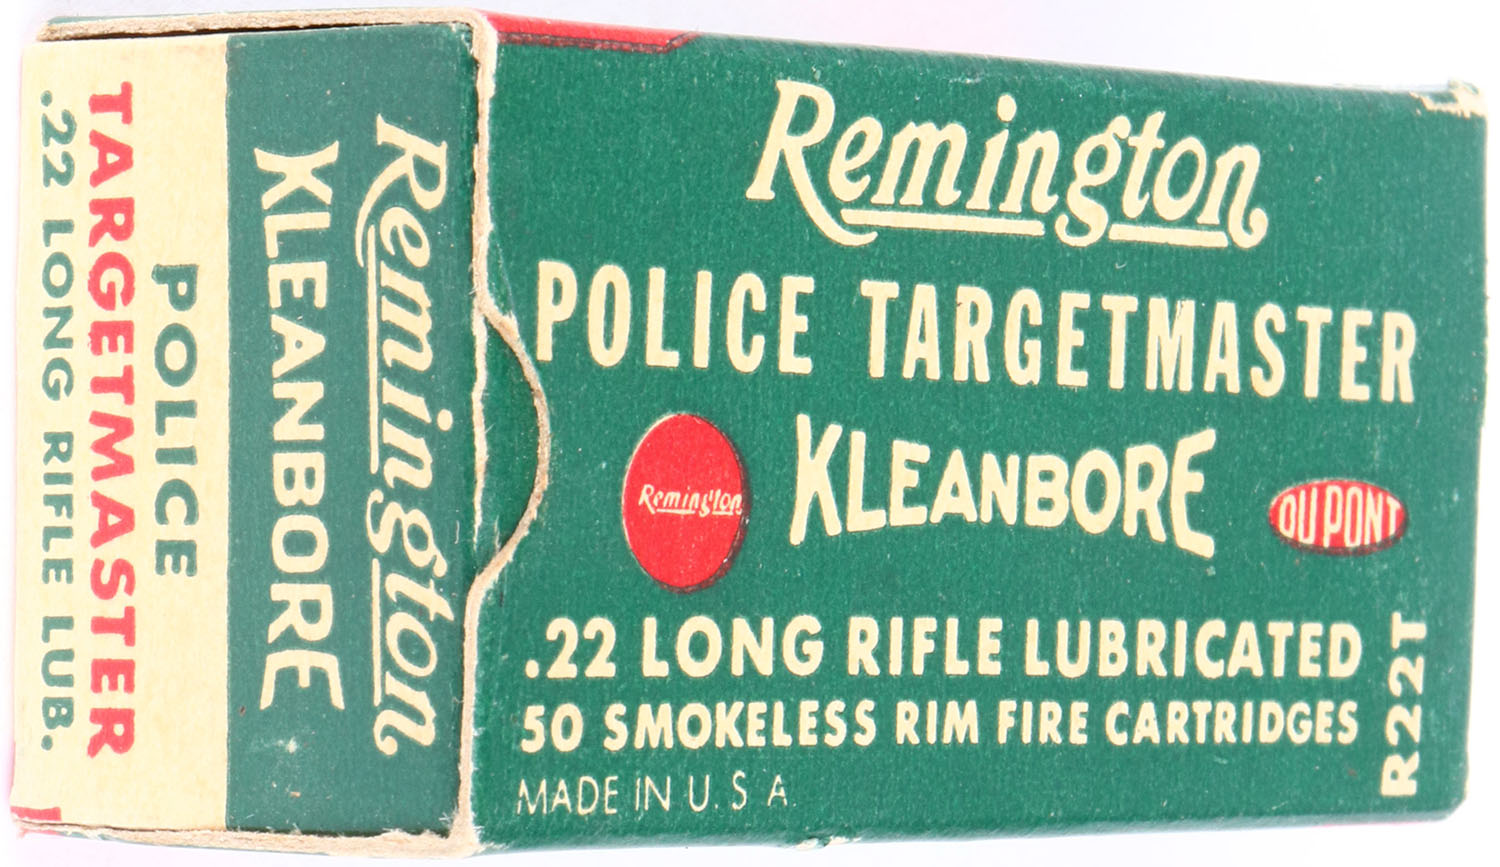 Remington
POLICE TARGETMASTER
KLEANBORE
Remington
DU PONT
.22 LONG RIFLE LUBRICATED
50 SMOKELESS RIM FIRE CARTRIDGES
MADE IN U.S.A.
R22T
Remington
KLEANBORE
POLICE
TARGETMASTER
.22 LONG RIFLE LUB.